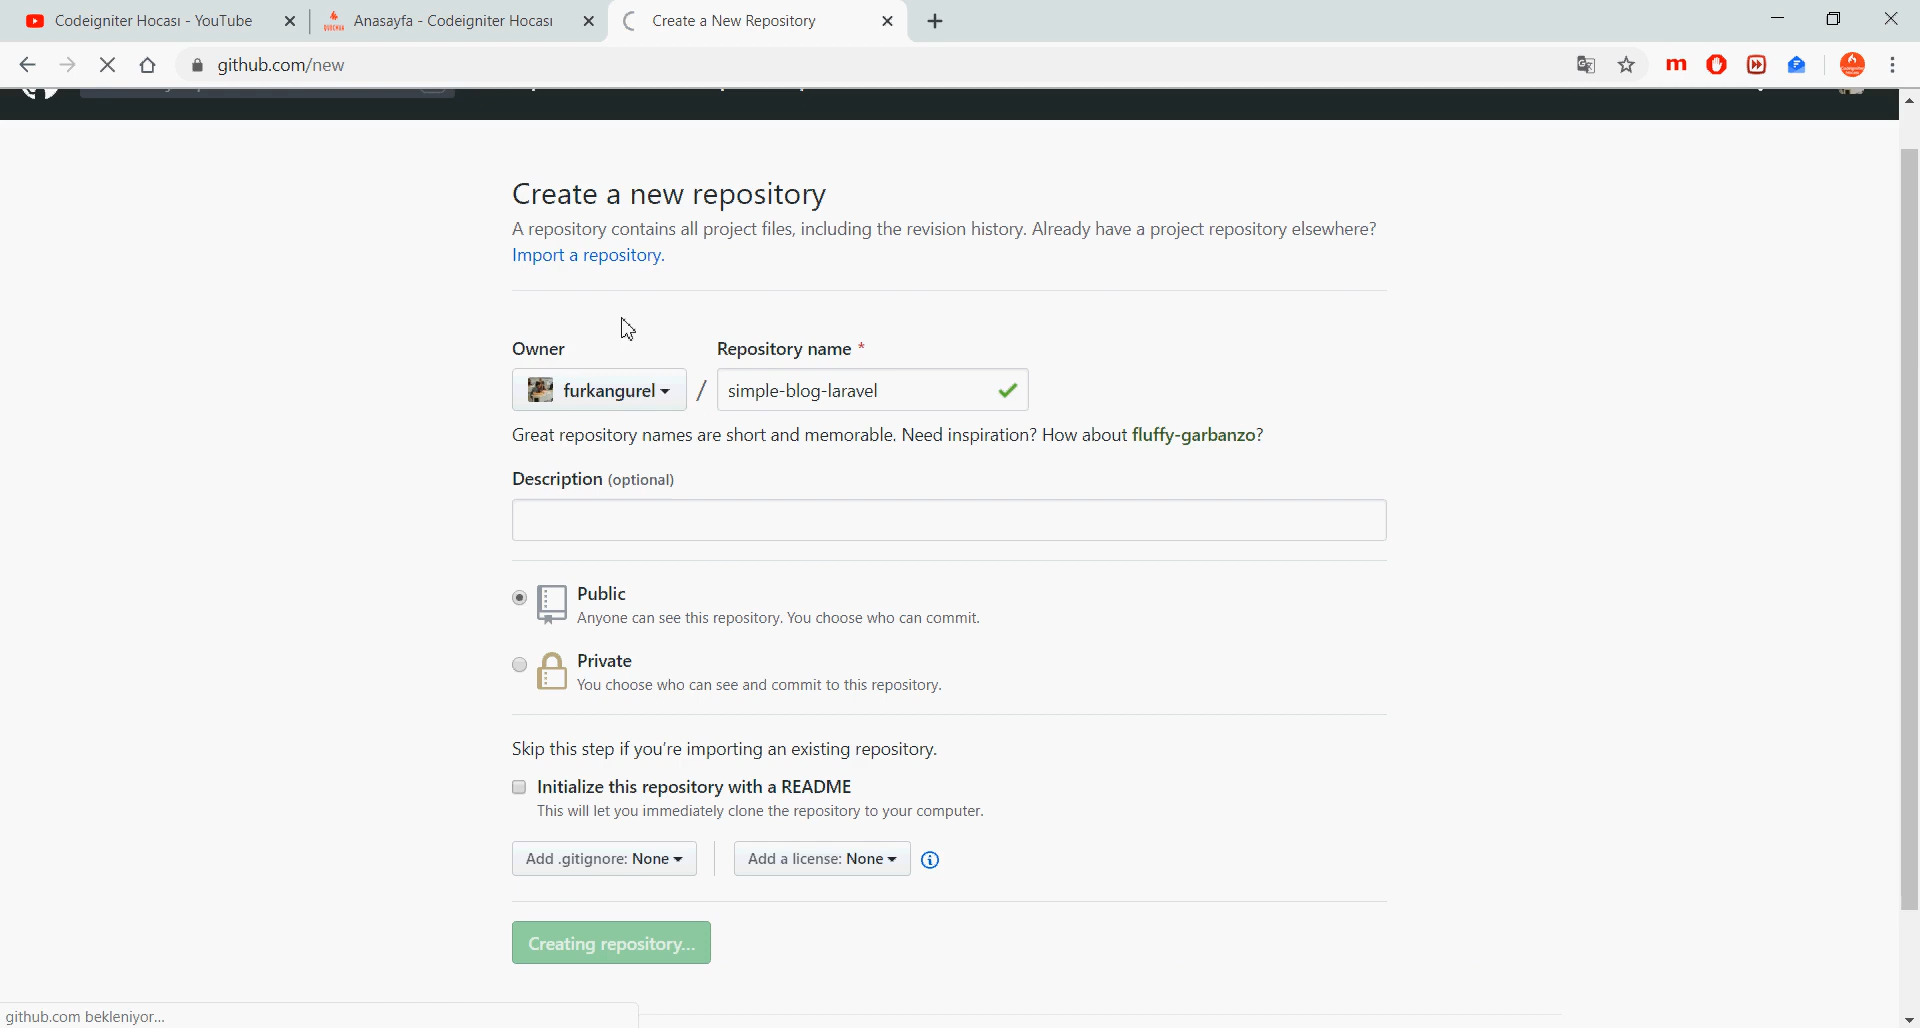 Codeigniter Hocası - YouTube
Anasayfa - Codeigniter Hocası
Create a New Repository
github.com/new
Create a new repository
A repository contains all project files, including the revision history. Already have a project repository elsewhere?
Import a repository.
Owner
Repository name *
furkangurel / simple-blog-laravel
Great repository names are short and memorable. Need inspiration? How about fluffy-garbanzo?
Description (optional)
Public
Anyone can see this repository. You choose who can commit.
Private
You choose who can see and commit to this repository.
Skip this step if you're importing an existing repository.
Initialize this repository with a README
This will let you immediately clone the repository to your computer.
Add .gitignore: None
Add a license: None
Creating repository...
github.com bekleniyor...